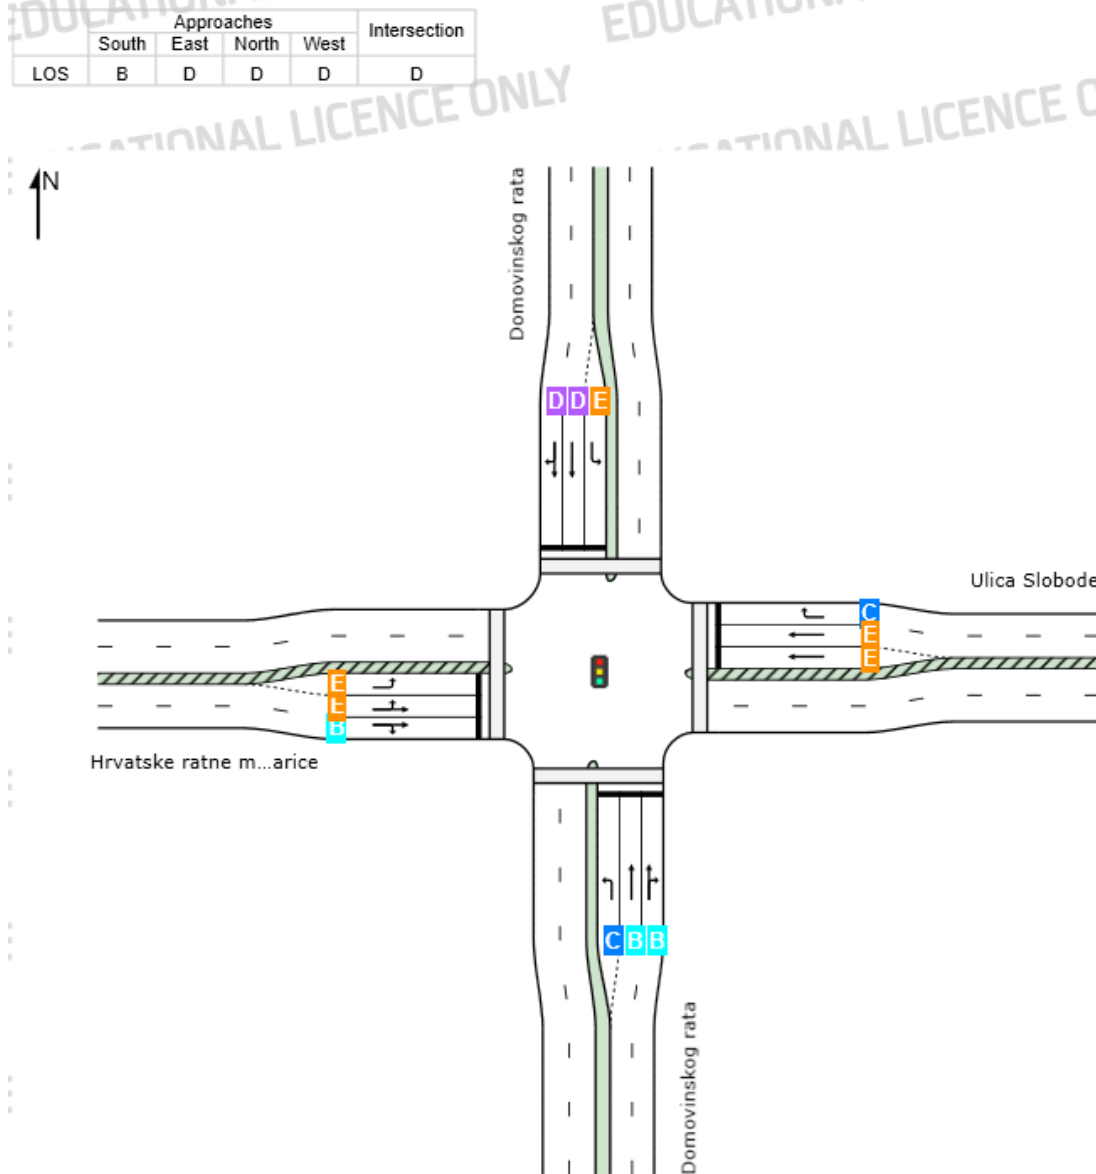 EDUCATIONAL
EDUCATIONAL
Approaches
Intersection
South East North West
LOS B D D D D
EDUCATIONAL LICENCE ONLY
EDUCATIONAL LICENCE O
N
Domovinskog rata
D D E
Ulica Slobode
C
E
E
E
E
B
Hrvatske ratne m...arice
C B B
Domovinskog rata